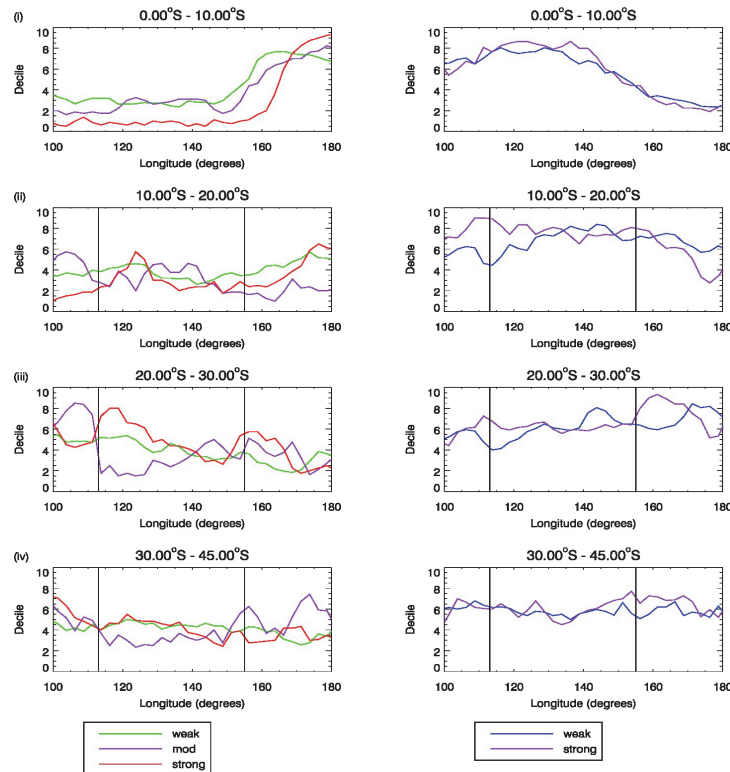 (i)
0.00°S - 10.00°S
0.00°S - 10.00°S
Decile
10
8
6
4
2
0
100 120 140 160 180
Longitude (degrees)
Decile
10
8
6
4
2
0
100 120 140 160 180
Longitude (degrees)
(ii)
10.00°S - 20.00°S
10.00°S - 20.00°S
Decile
10
8
6
4
2
0
100 120 140 160 180
Longitude (degrees)
Decile
10
8
6
4
2
0
100 120 140 160 180
Longitude (degrees)
(iii)
20.00°S - 30.00°S
20.00°S - 30.00°S
Decile
10
8
6
4
2
0
100 120 140 160 180
Longitude (degrees)
Decile
10
8
6
4
2
0
100 120 140 160 180
Longitude (degrees)
(iv)
30.00°S - 45.00°S
30.00°S - 45.00°S
Decile
10
8
6
4
2
0
100 120 140 160 180
Longitude (degrees)
Decile
10
8
6
4
2
0
100 120 140 160 180
Longitude (degrees)
weak
mod
strong
weak
strong